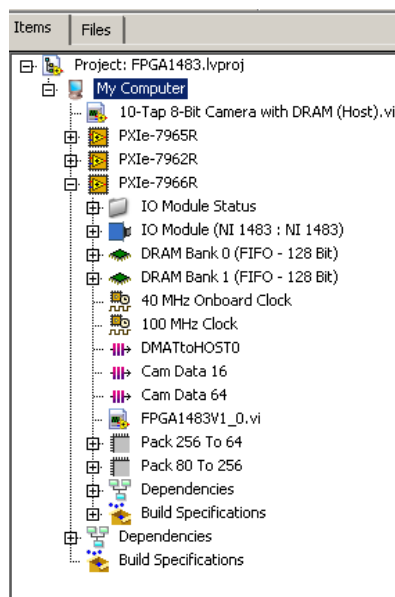 Items Files
Project: FPGA1483.lvproj
My Computer
10-Tap 8-Bit Camera with DRAM (Host).vi
PXIe-7965R
PXIe-7962R
PXIe-7966R
IO Module Status
IO Module (NI 1483 : NI 1483)
DRAM Bank 0 (FIFO - 128 Bit)
DRAM Bank 1 (FIFO - 128 Bit)
40 MHz Onboard Clock
100 MHz Clock
DMATtoHOST0
Cam Data 16
Cam Data 64
FPGA1483V1_0.vi
Pack 256 To 64
Pack 80 To 256
Dependencies
Build Specifications
Dependencies
Build Specifications